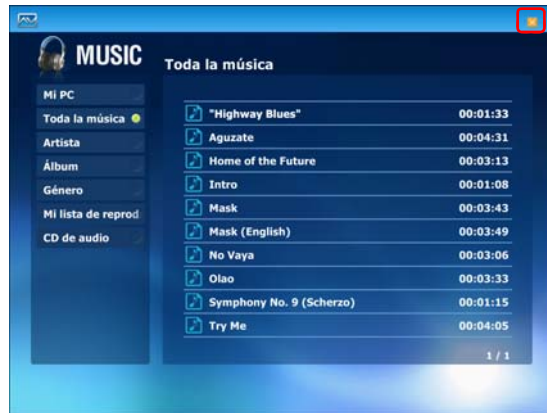 MUSIC
Toda la música
Mi PC
Toda la música
Artista
Álbum
Género
Mi lista de reprod
CD de audio
"Highway Blues" 00:01:33
Aguzate 00:04:31
Home of the Future 00:03:13
Intro 00:01:08
Mask 00:03:43
Mask (English) 00:03:49
No Vaya 00:03:06
Olao 00:03:33
Symphony No. 9 (Scherzo) 00:01:15
Try Me 00:04:05
1 / 1